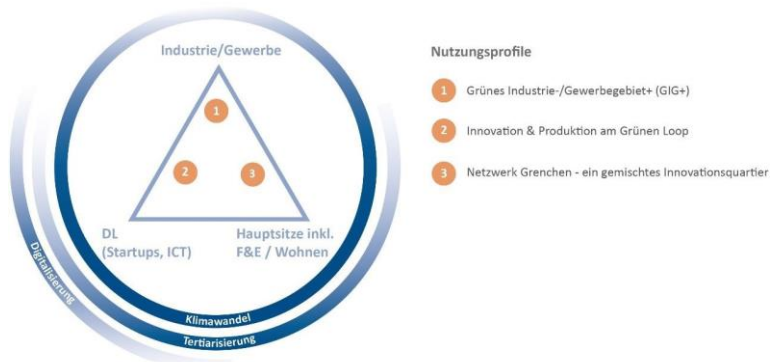 Industrie/Gewerbe
1
2
3
DL
(Startups, ICT)
Hauptsitze inkl.
F&E / Wohnen
Digitalisierung
Klimawandel
Tertiarisierung
Nutzungsprofile
1 Grünes Industrie-/Gewerbegebiet+ (GIG+)
2 Innovation & Produktion am Grünen Loop
3 Netzwerk Grenchen - ein gemischtes Innovationsquartier